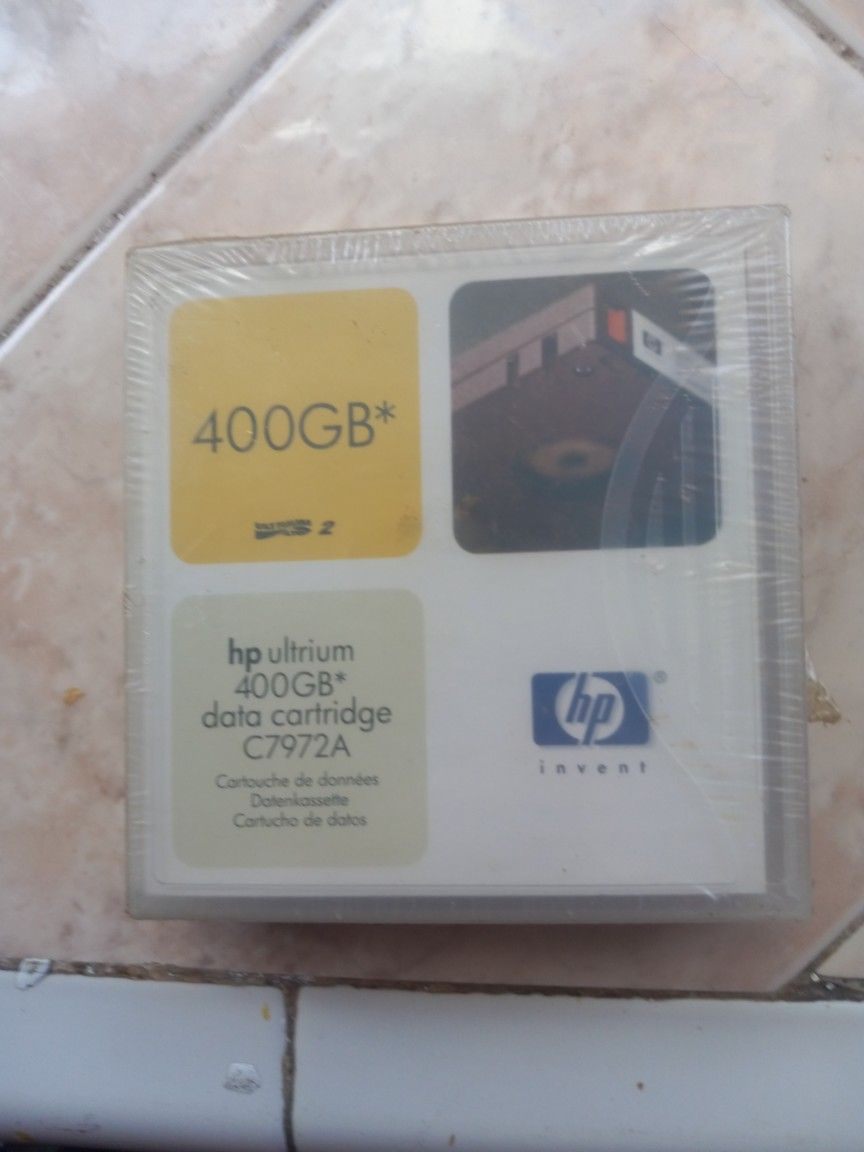 400GB*
2
hp ultrium
400GB*
data cartridge
C7972A
Cartouche de données
Datenkassette
Cartucho de datos
hp®
invent